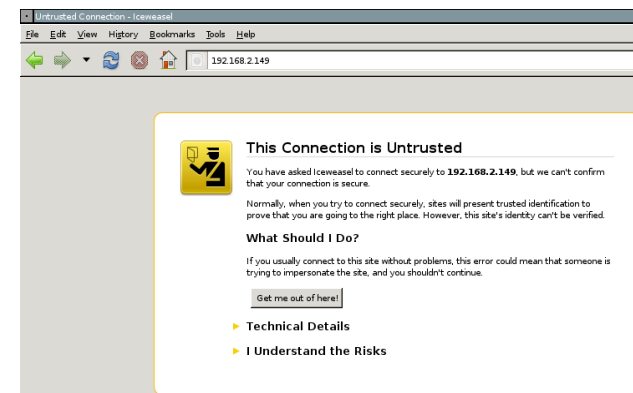 Untrusted Connection - Iceweasel
File Edit View History Bookmarks Tools Help
192.168.2.149
This Connection is Untrusted
You have asked Iceweasel to connect securely to 192.168.2.149, but we can't confirm
that your connection is secure.
Normally, when you try to connect securely, sites will present trusted identification to
prove that you are going to the right place. However, this site's identity can't be verified.
What Should I Do?
If you usually connect to this site without problems, this error could mean that someone is
trying to impersonate the site, and you shouldn't continue.
Get me out of here!
Technical Details
I Understand the Risks